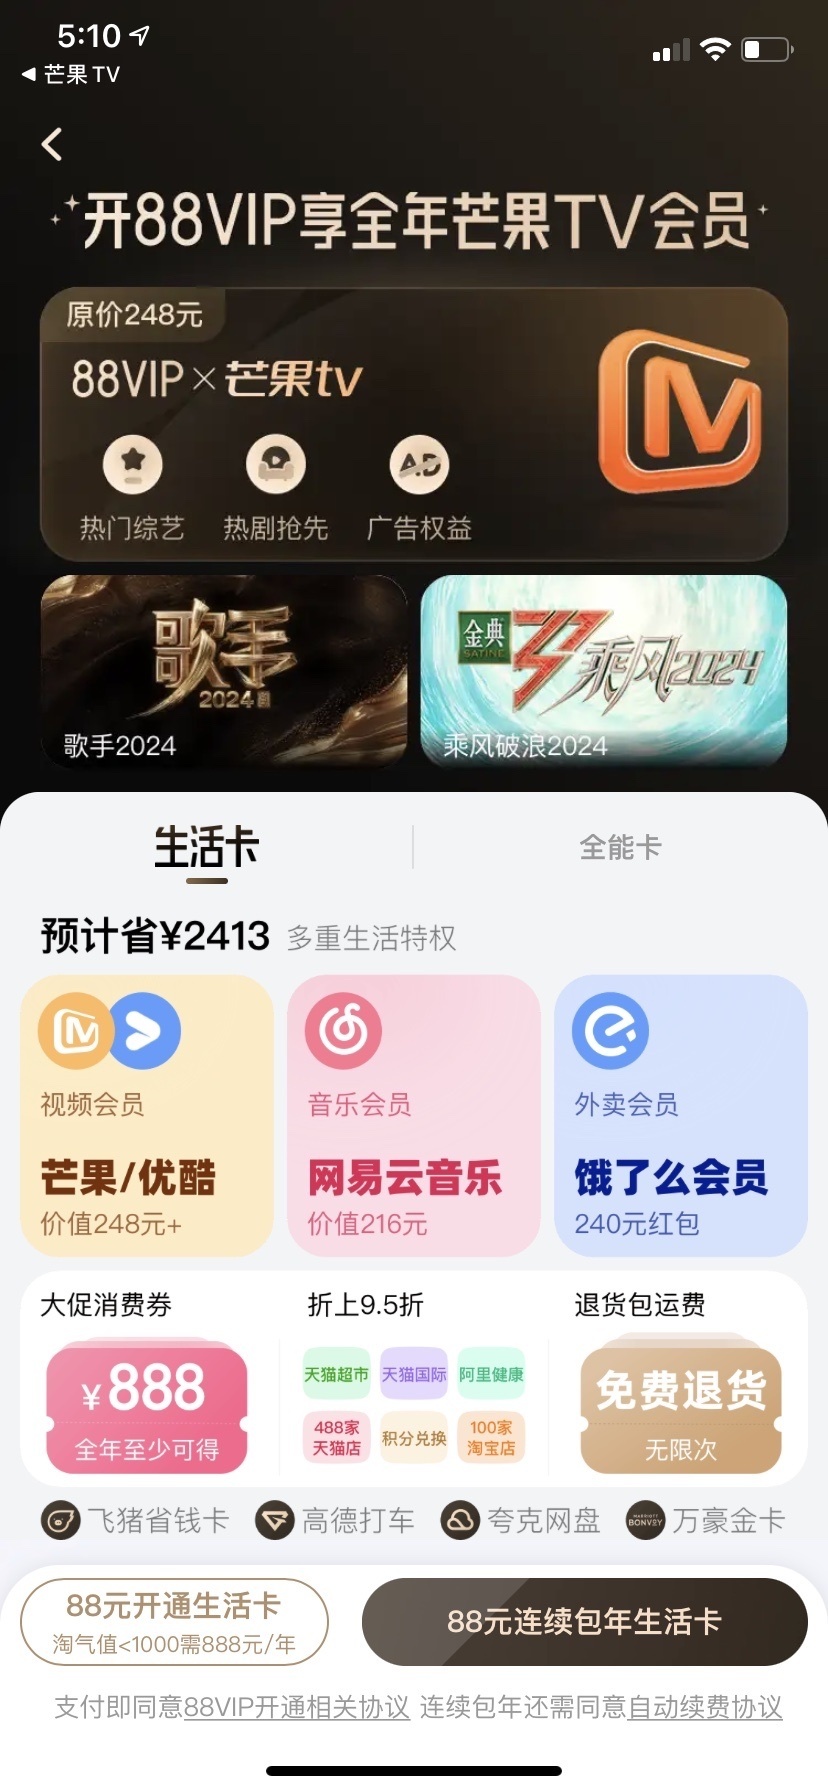 5:10
芒果TV
开88VIP享全年芒果TV会员
原价248元
88VIP×芒果tv
AD
热门综艺 热剧抢先 广告权益
歌手
2024
歌手2024
金典
SATINE
乘风2024
乘风破浪2024
生活卡 全能卡
预计省¥2413 多重生活特权
视频会员 音乐会员 外卖会员
芒果/优酷 网易云音乐 饿了么会员
价值248元+ 价值216元 240元红包
大促消费券 折上9.5折 退货包运费
¥888
全年至少可得
天猫超市 天猫国际 阿里健康
488家
天猫店
积分兑换
100家
淘宝店
免费退货
无限次
飞猪省钱卡 高德打车 夸克网盘 MARRIOTT BONVOY 万豪金卡
88元开通生活卡
淘气值<1000需888元/年
88元连续包年生活卡
支付即同意88VIP开通相关协议 连续包年还需同意自动续费协议